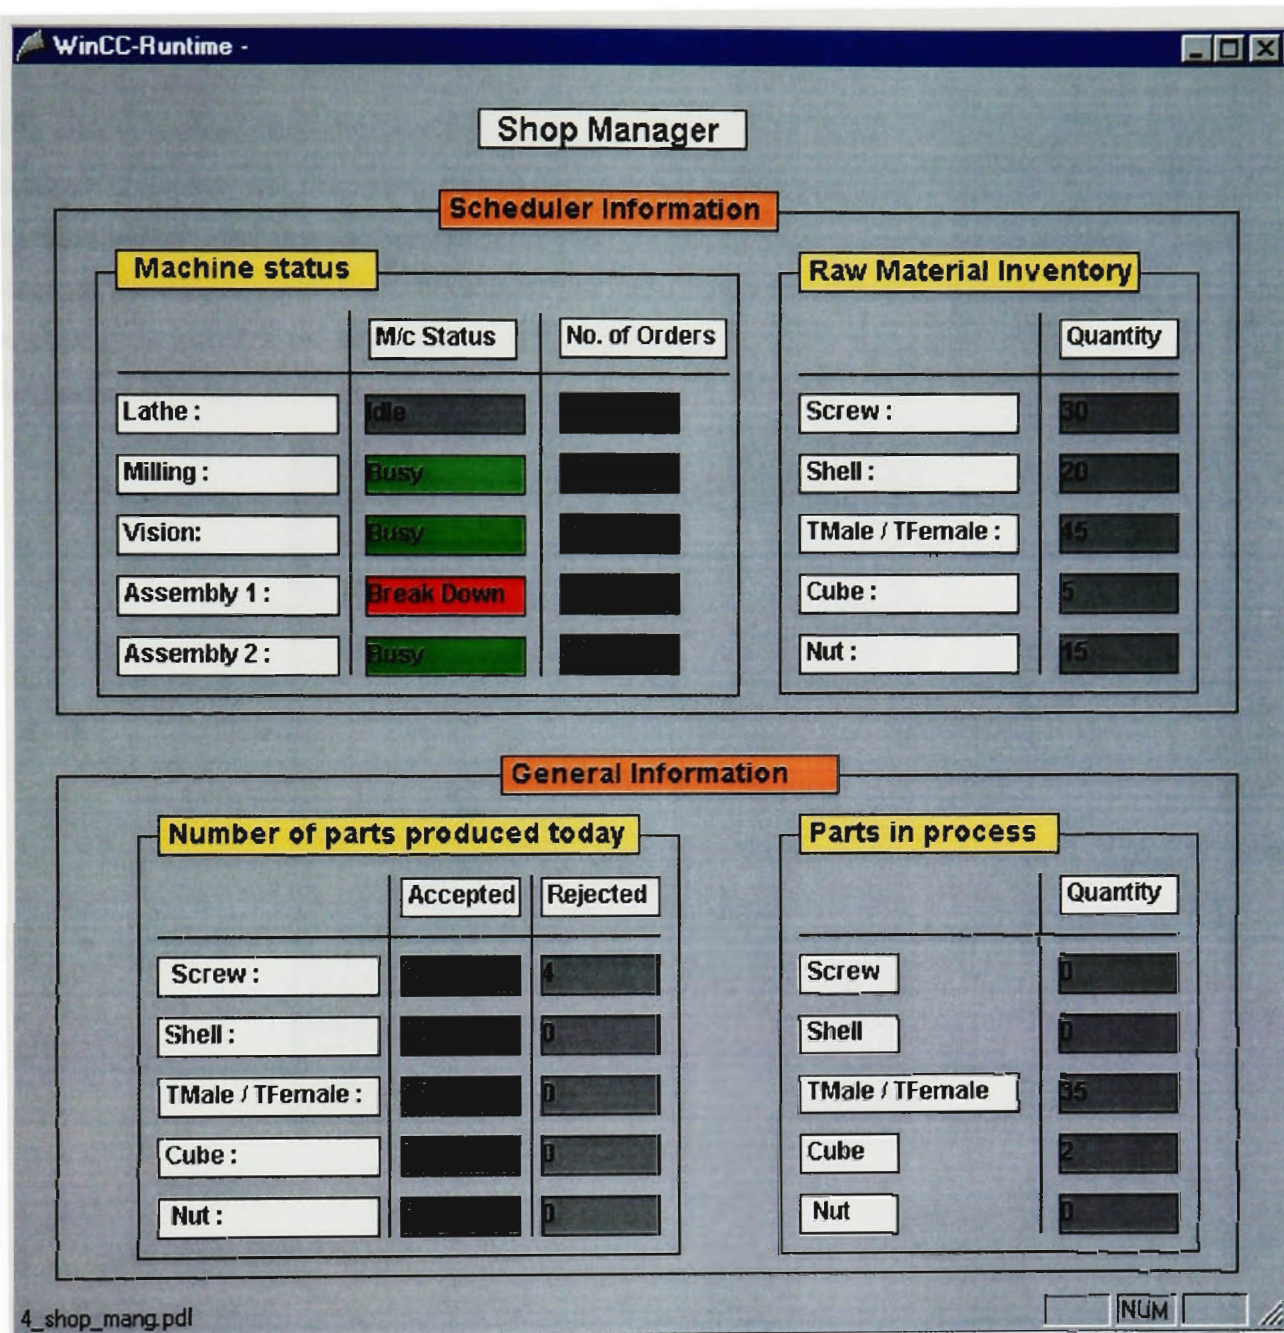 WinCC-Runtime -
Shop Manager
Scheduler Information
Machine status
M/c Status No. of Orders
Lathe : Idle
Milling : Busy
Vision: Busy
Assembly 1 : Break Down
Assembly 2 : Busy
Raw Material Inventory
Quantity
Screw : 30
Shell : 20
TMale / TFemale :
Cube : 5
Nut :
General Information
Number of parts produced today
Accepted Rejected
Screw : 4
Shell : 0
TMale / TFemale : 0
Cube : 0
Nut : 0
Parts in process
Quantity
Screw 0
Shell 0
TMale / TFemale 35
Cube 2
Nut 0
4_shop_mang.pdl
NUM